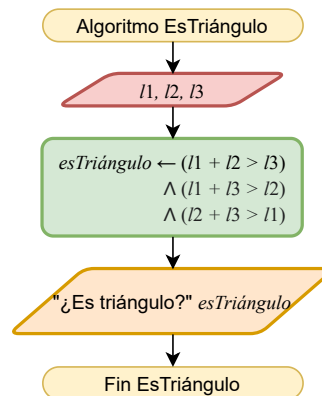 Algoritmo EsTriángulo
l1, l2, l3
esTriángulo ← (l1 + l2 > l3)
∧ (l1 + l3 > l2)
∧ (l2 + l3 > l1)
"¿Es triángulo?" esTriángulo
Fin EsTriángulo